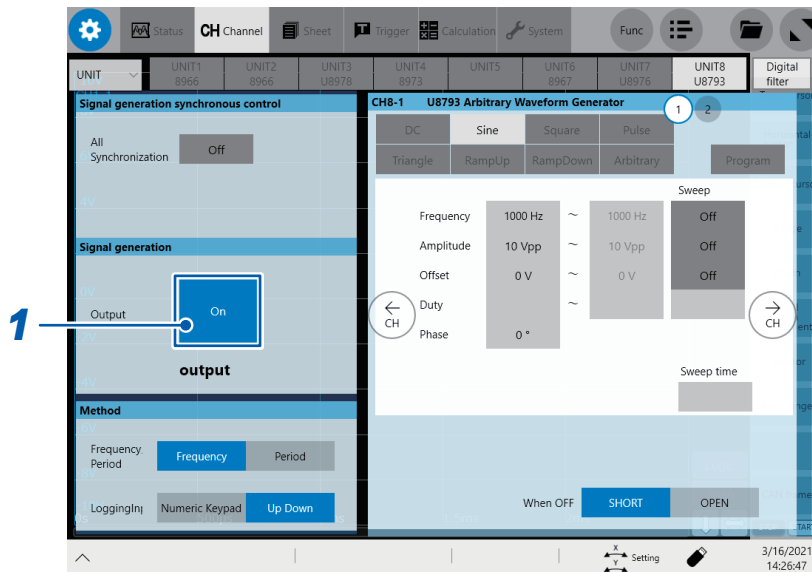 Status CH Channel Sheet Trigger Calculation System Func
UNIT UNIT1 8966 UNIT2 8966 UNIT3 U8978 UNIT4 8973 UNIT5 UNIT6 8967 UNIT7 U8976 UNIT8 U8793 Digital filter
Signal generation synchronous control
All Synchronization Off
Signal generation
1
Output On
output
Method
Frequency, Period Frequency Period
LoggingInp Numeric Keypad Up Down
CH8-1 U8793 Arbitrary Waveform Generator 1 2
DC Sine Square Pulse
Triangle RampUp RampDown Arbitrary Program
Sweep
Frequency 1000 Hz ~ 1000 Hz Off
Amplitude 10 Vpp ~ 10 Vpp Off
Offset 0 V ~ 0 V Off
Duty ~
Phase 0 °
← CH
→ CH
Sweep time
When OFF SHORT OPEN
X Y Setting
3/16/2021
14:26:47